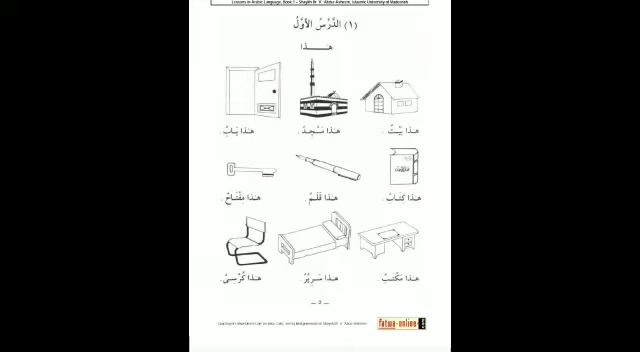 Lessons in Arabic Language, Book 1 - Shaykh Dr. V. 'Abdur-Raheem, Islamic University of Madeenah
(١) الدَّرْسُ الأَوَّلُ
هَـٰذَا
هٰذَا بَيْتٌ . هٰذَا مَسْجِدٌ . هٰذَا بَابٌ .
هٰذَا كِتَابٌ . هٰذَا قَلَمٌ . هٰذَا مِفْتَاحٌ .
هٰذَا مَكْتَبٌ . هٰذَا سَرِيْرٌ . هٰذَا كُرْسِيٌّ .
fatwa-online